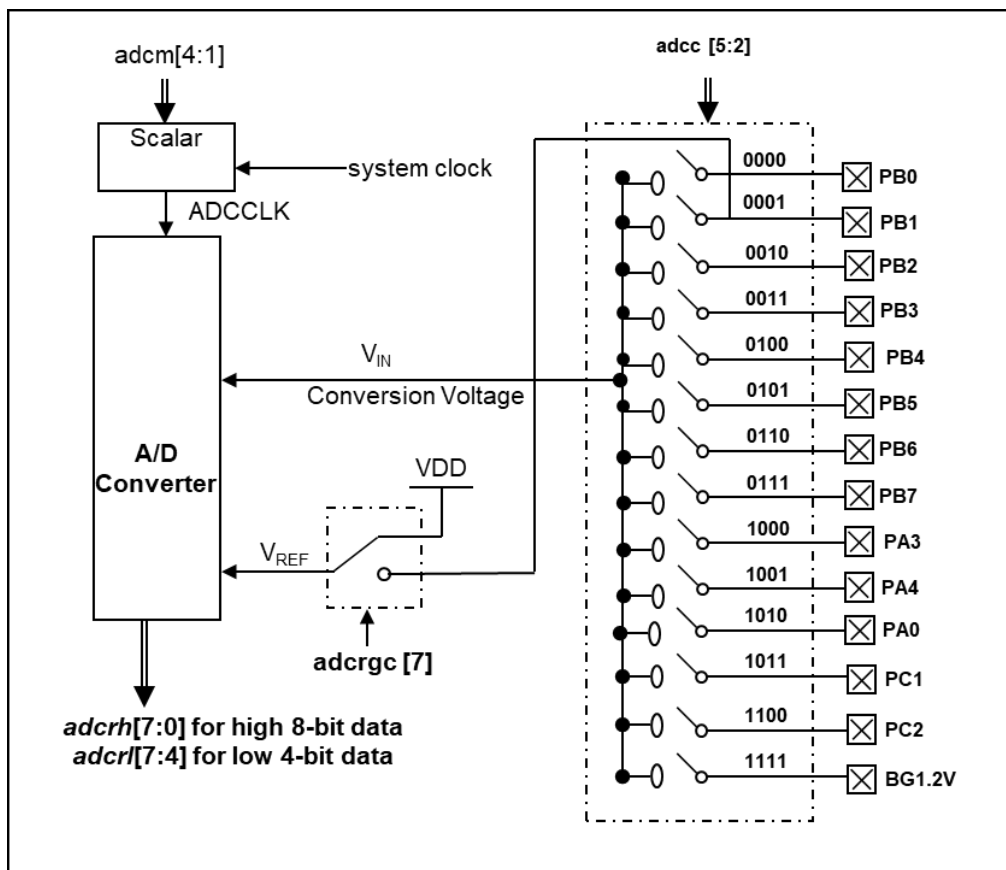 adcm[4:1]
Scalar
system clock
ADCCLK
V_IN
Conversion Voltage
A/D
Converter
VDD
V_REF
adcrgc [7]
adcrh[7:0] for high 8-bit data
adcrl[7:4] for low 4-bit data
adcc [5:2]
0000 PB0
0001 PB1
0010 PB2
0011 PB3
0100 PB4
0101 PB5
0110 PB6
0111 PB7
1000 PA3
1001 PA4
1010 PA0
1011 PC1
1100 PC2
1111 BG1.2V